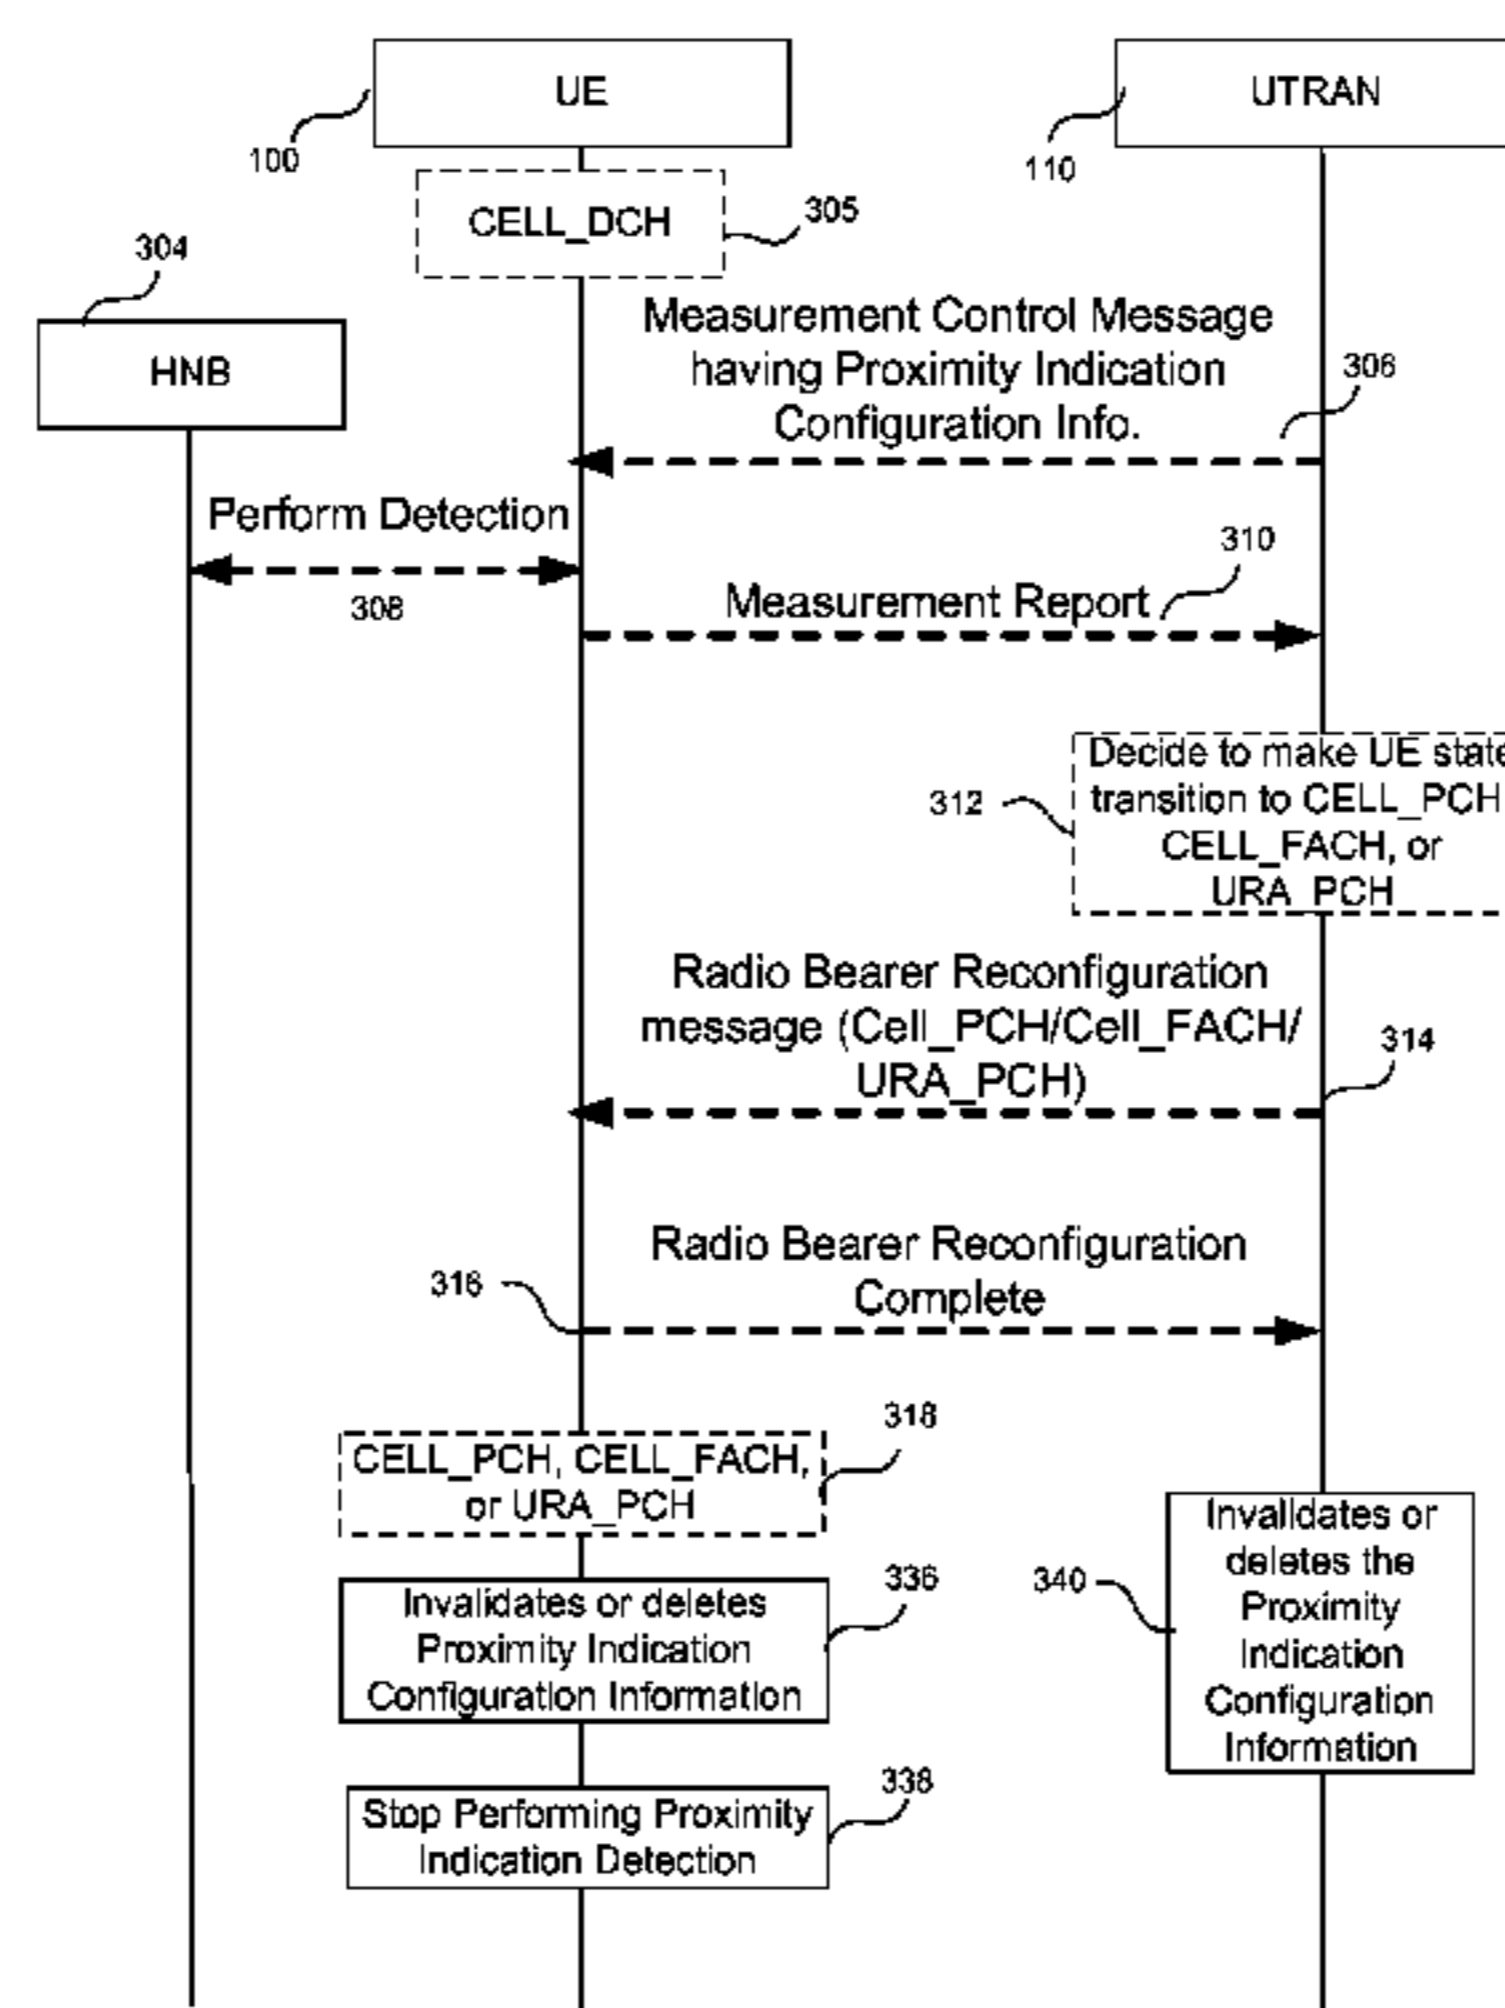 UE
UTRAN
100
110
CELL_DCH
305
304
HNB
Measurement Control Message
having Proximity Indication
Configuration Info.
306
Perform Detection
308
310
Measurement Report
Decide to make UE state
transition to CELL_PCH
CELL_FACH, or
URA_PCH
312
Radio Bearer Reconfiguration
message (Cell_PCH/Cell_FACH/
URA_PCH)
314
Radio Bearer Reconfiguration
Complete
316
318
CELL_PCH, CELL_FACH,
or URA_PCH
336
Invalidates or deletes
Proximity Indication
Configuration Information
340
Invalidates or
deletes the
Proximity
Indication
Configuration
Information
338
Stop Performing Proximity
Indication Detection